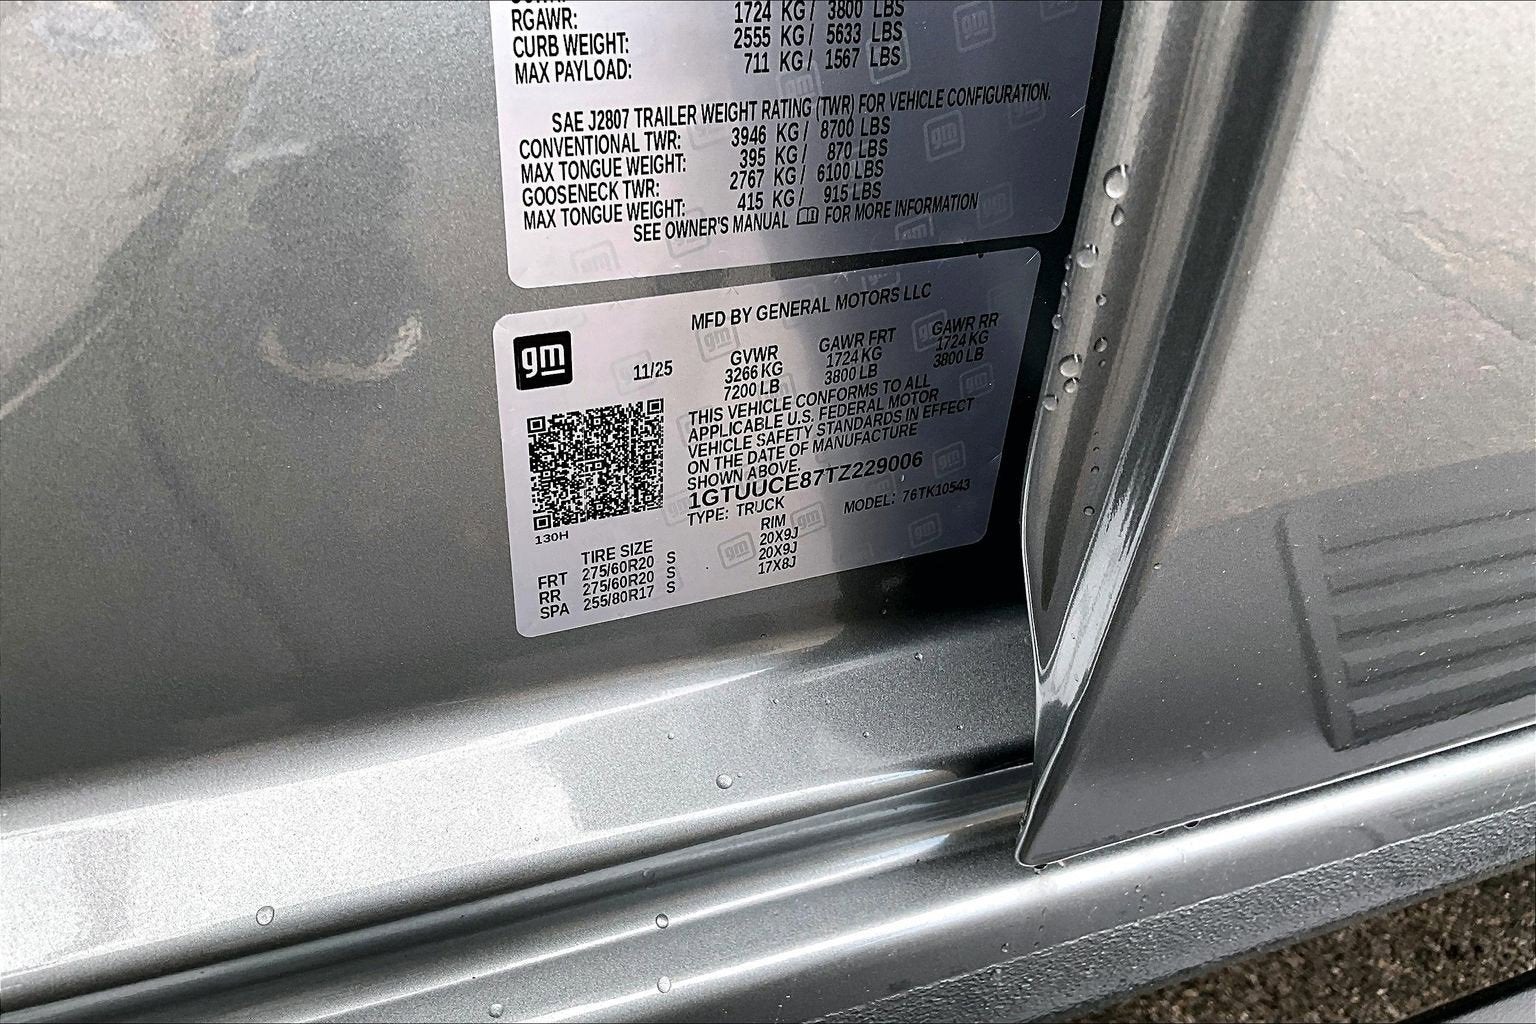 RGAWR: 1724 KG / 3800 LBS
CURB WEIGHT: 2555 KG / 5633 LBS
MAX PAYLOAD: 711 KG / 1567 LBS
SAE J2807 TRAILER WEIGHT RATING (TWR) FOR VEHICLE CONFIGURATION.
CONVENTIONAL TWR: 3946 KG / 8700 LBS
MAX TONGUE WEIGHT: 395 KG / 870 LBS
GOOSENECK TWR: 2767 KG / 6100 LBS
MAX TONGUE WEIGHT: 415 KG / 915 LBS
SEE OWNER'S MANUAL FOR MORE INFORMATION
MFD BY GENERAL MOTORS LLC
gm
11/25
GVWR GAWR FRT GAWR RR
3266 KG 1724 KG 1724 KG
7200 LB 3800 LB 3800 LB
THIS VEHICLE CONFORMS TO ALL
APPLICABLE U.S. FEDERAL MOTOR
VEHICLE SAFETY STANDARDS IN EFFECT
ON THE DATE OF MANUFACTURE
SHOWN ABOVE.
1GTUUCE87TZ229006
TYPE: TRUCK MODEL: 76TK10543
130H
TIRE SIZE RIM
FRT 275/60R20 S 20X9J
RR 275/60R20 S 20X9J
SPA 255/80R17 S 17X8J